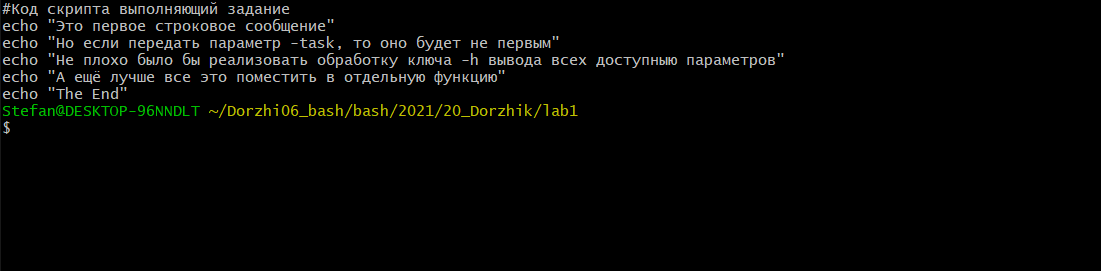 #Код скрипта выполняющий задание
echo "Это первое строковое сообщение"
echo "Но если передать параметр -task, то оно будет не первым"
echo "Не плохо было бы реализовать обработку ключа -h вывода всех доступныю параметров"
echo "А ещё лучше все это поместить в отдельную функцию"
echo "The End"
Stefan@DESKTOP-96NNDLT ~/Dorzhi06_bash/bash/2021/20_Dorzhik/lab1
$